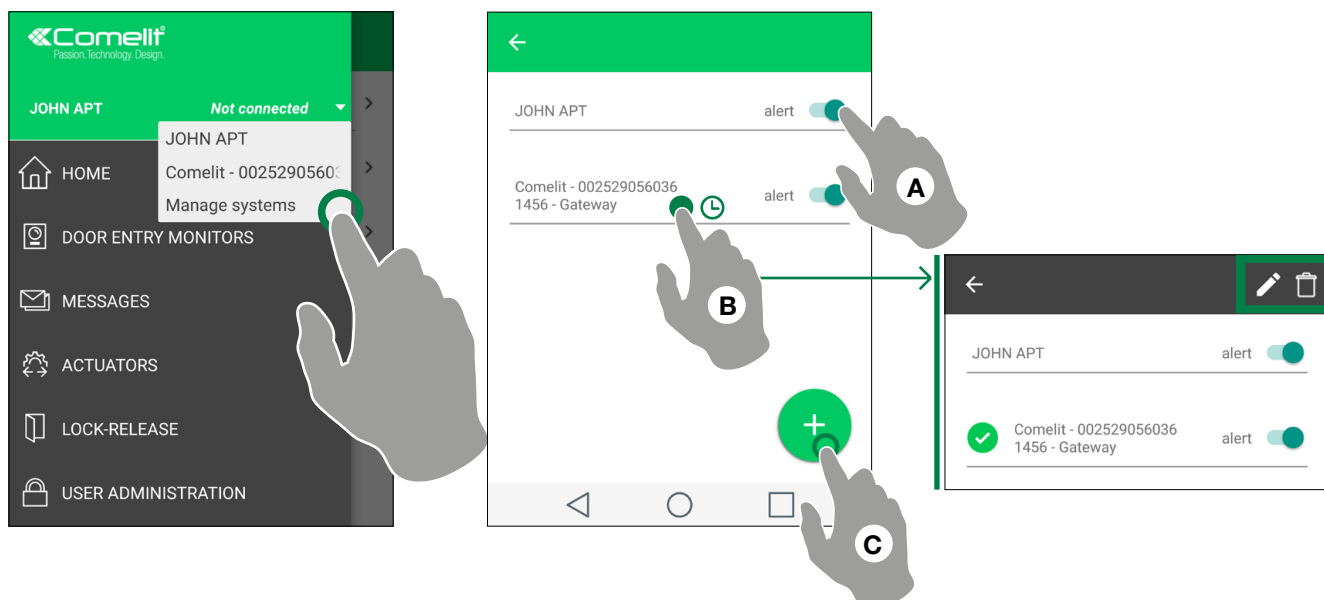 Comelit®
Passion. Technology. Design.
JOHN APT Not connected
JOHN APT
Comelit - 00252905603
Manage systems
HOME
DOOR ENTRY MONITORS
MESSAGES
ACTUATORS
LOCK-RELEASE
USER ADMINISTRATION
JOHN APT alert
A
Comelit - 002529056036
1456 - Gateway alert
B
C
JOHN APT alert
Comelit - 002529056036
1456 - Gateway alert